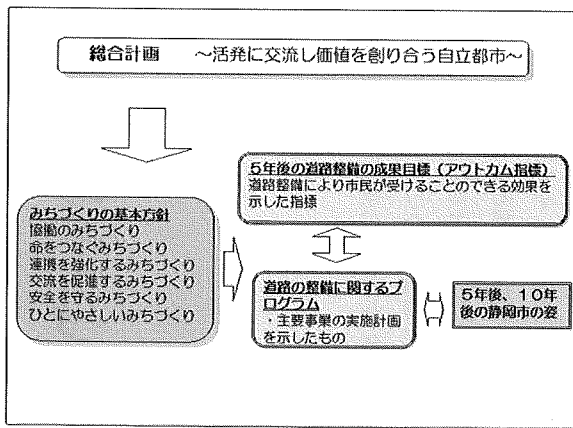 総合計画 ～活発に交流し価値を創り合う自立都市～
5年後の道路整備の成果目標（アウトカム指標）
道路整備により市民が受けることのできる効果を
示した指標
みちづくりの基本方針
協働のみちづくり
命をつなぐみちづくり
連携を強化するみちづくり
交流を促進するみちづくり
安全を守るみちづくり
ひとにやさしいみちづくり
道路の整備に関するプ
ログラム
・主要事業の実施計画
を示したもの
５年後、１０年
後の静岡市の姿